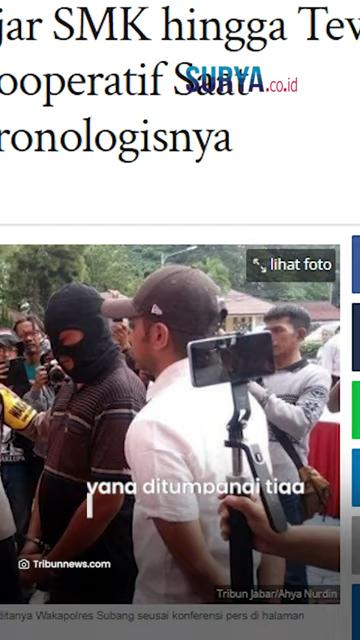 jar SMK hingga Tew
ooperatif Saat
SURYA.co.id
ronologisnya
lihat foto
yang ditumpangi tiga
Tribunnews.com
Tribun Jabar/Ahya Nurdin
ditanya Wakapolres Subang seusai konferensi pers di halaman